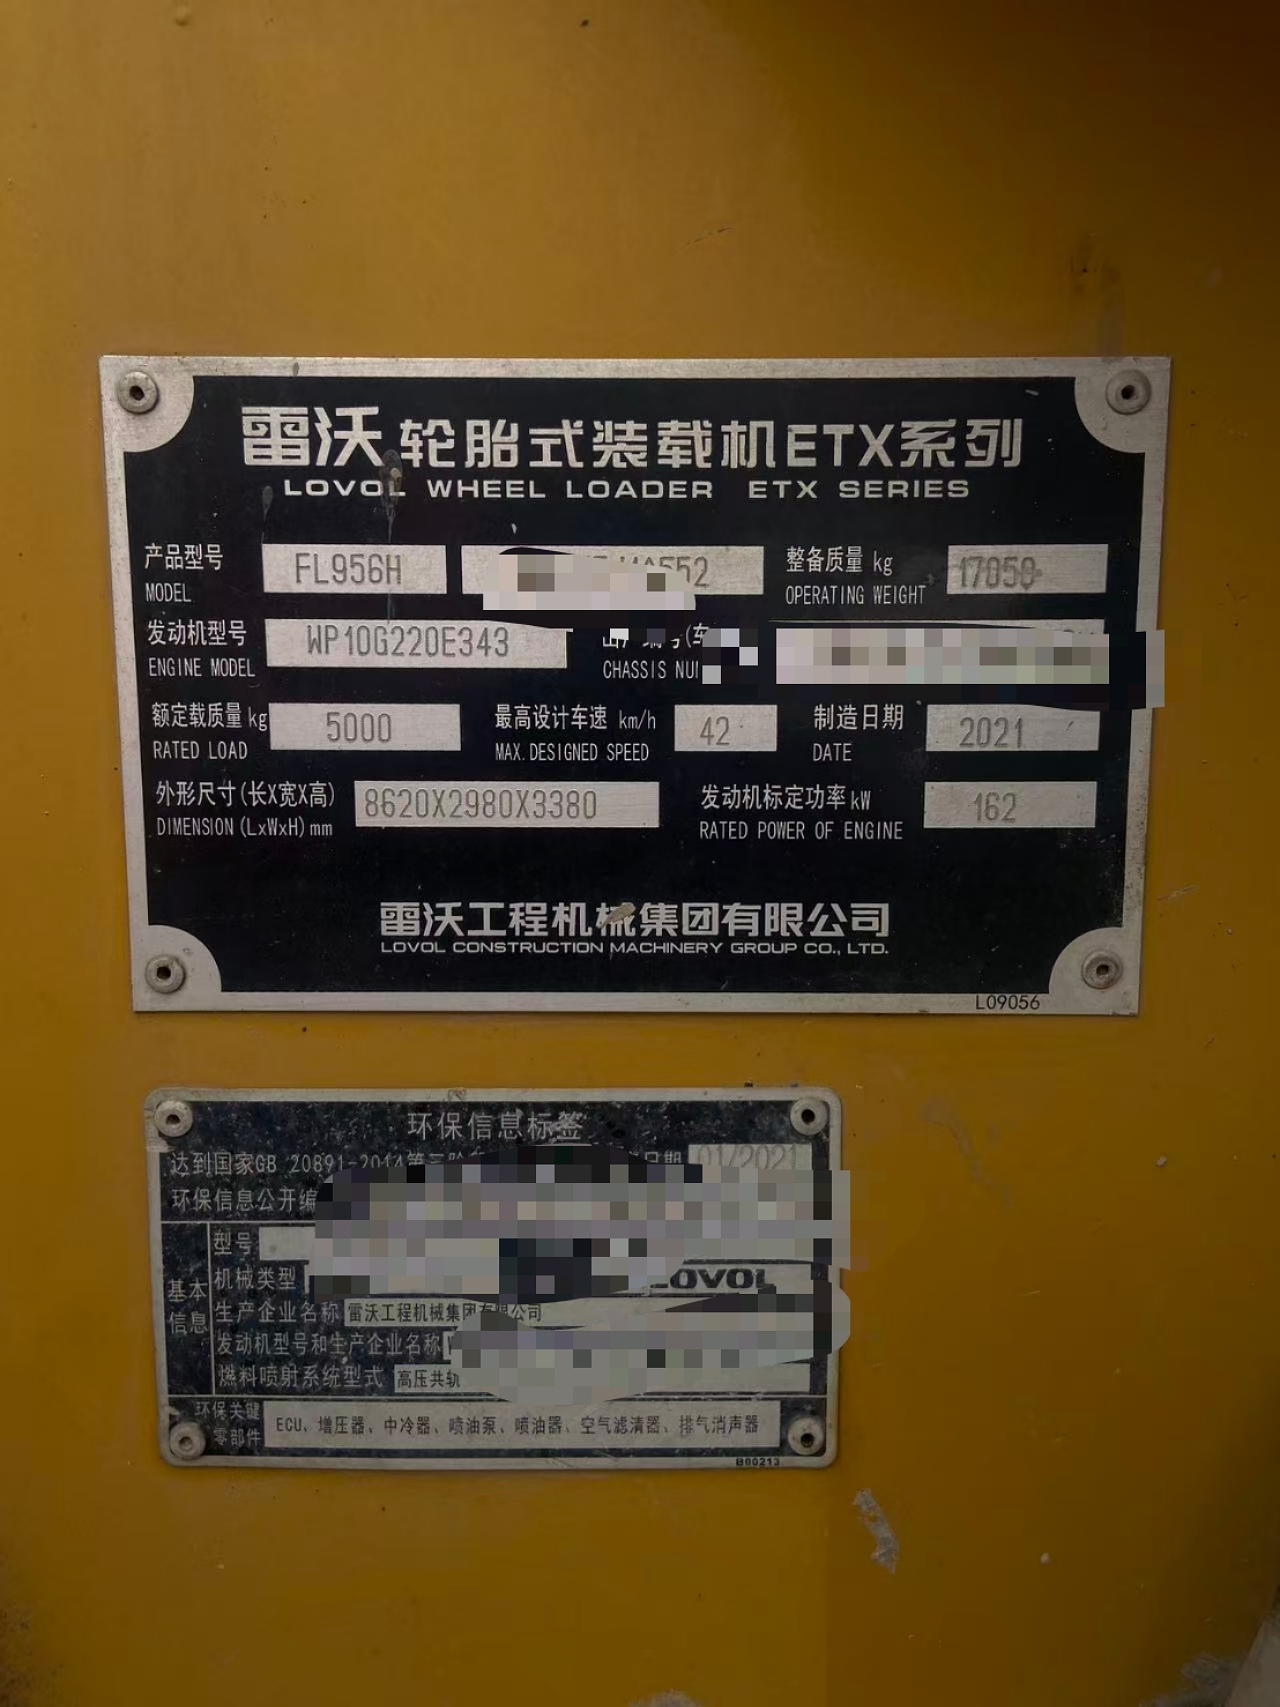 雷沃轮胎式装载机ETX系列
LOVOL WHEEL LOADER ETX SERIES
产品型号 FL956H 552 整备质量 kg 17050
MODEL OPERATING WEIGHT
发动机型号 WP10G220E343
ENGINE MODEL CHASSIS
额定载质量 kg 5000 最高设计车速 km/h 42 制造日期 2021
RATED LOAD MAX.DESIGNED SPEED DATE
外形尺寸(长X宽X高) 8620X2980X3380 发动机标定功率 kW 162
DIMENSION(LxWxH)mm RATED POWER OF ENGINE
雷沃工程机械集团有限公司
LOVOL CONSTRUCTION MACHINERY GROUP CO., LTD.
L09056
环保信息标签
达到国家GB 20891-2014第三阶 日期 01/2021
环保信息公开编
基本信息
型号
机械类型 LOVOL
生产企业名称 雷沃工程机械集团有限公司
发动机型号和生产企业名称
燃料喷射系统型式 高压共轨
环保关键零部件 ECU、增压器、中冷器、喷油泵、喷油器、空气滤清器、排气消声器
B00213